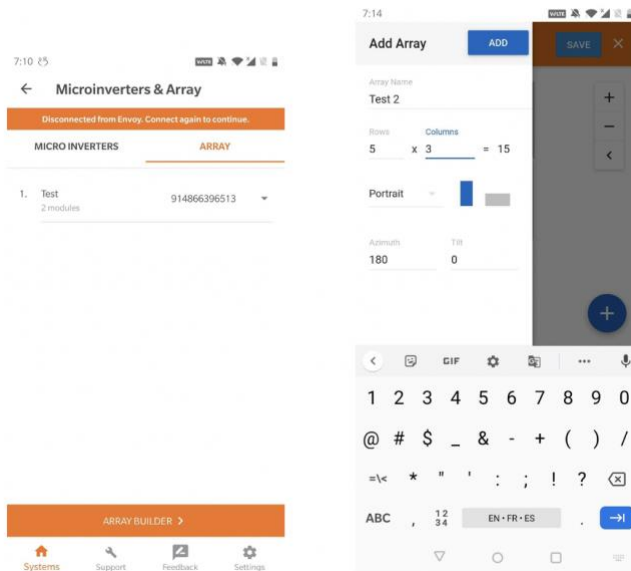 7:10
VoLTE
Microinverters & Array
Disconnected from Envoy. Connect again to continue.
MICRO INVERTERS
ARRAY
1. Test
914866396513
2 modules
ARRAY BUILDER >
Systems
Support
Feedback
Settings
7:14
VoLTE
Add Array
ADD
SAVE
Array Name
Test 2
Rows
Columns
5 x 3 = 15
Portrait
Azimuth
Tilt
180
0
GIF
1 2 3 4 5 6 7 8 9 0
@ # $ _ & - + ( ) /
=\< * " ' : ; ! ?
ABC , 12 34 EN • FR • ES .